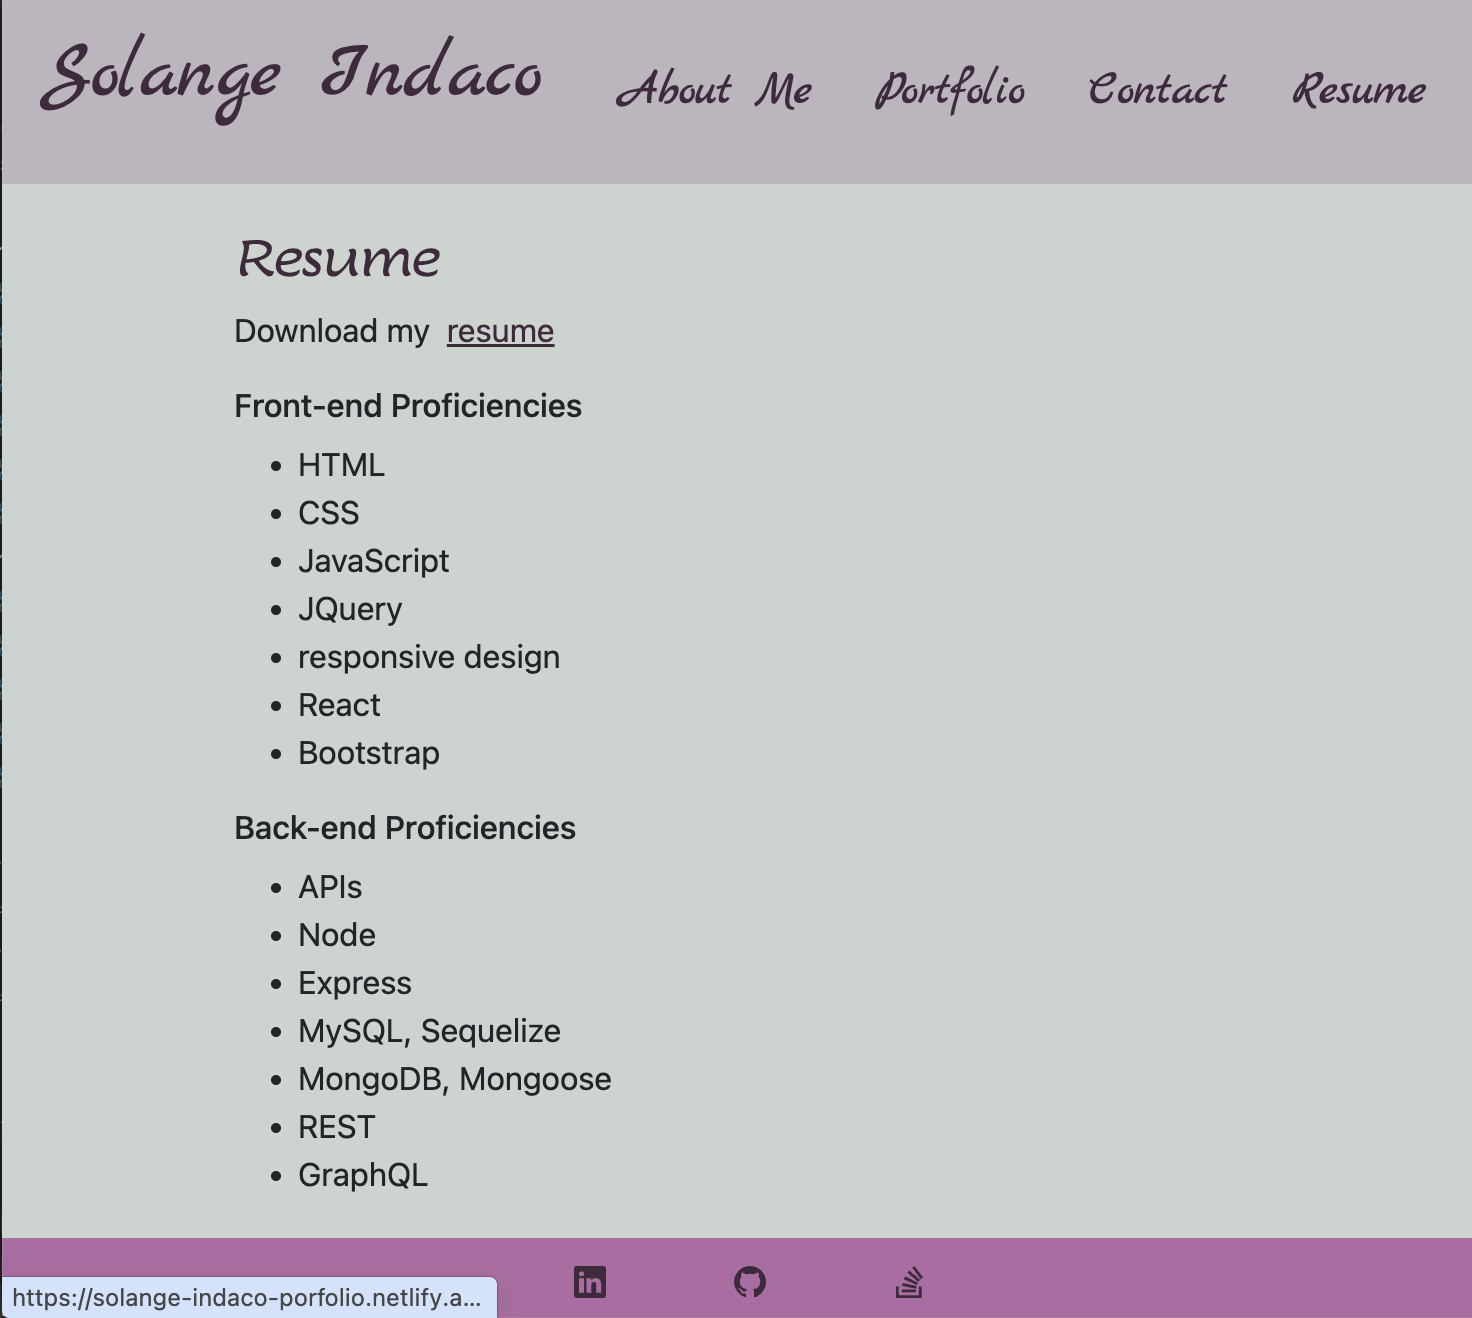 Solange Indaco About Me Portfolio Contact Resume
Resume
Download my resume
Front-end Proficiencies
• HTML
• CSS
• JavaScript
• JQuery
• responsive design
• React
• Bootstrap
Back-end Proficiencies
• APIs
• Node
• Express
• MySQL, Sequelize
• MongoDB, Mongoose
• REST
• GraphQL
in
https://solange-indaco-porfolio.netlify.a...